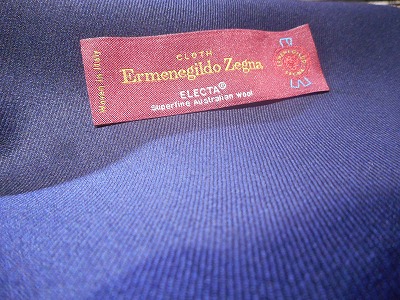 Woven in Italy
CLOTH
Ermenegildo Zegna
ELECTA®
Superfine Australian wool